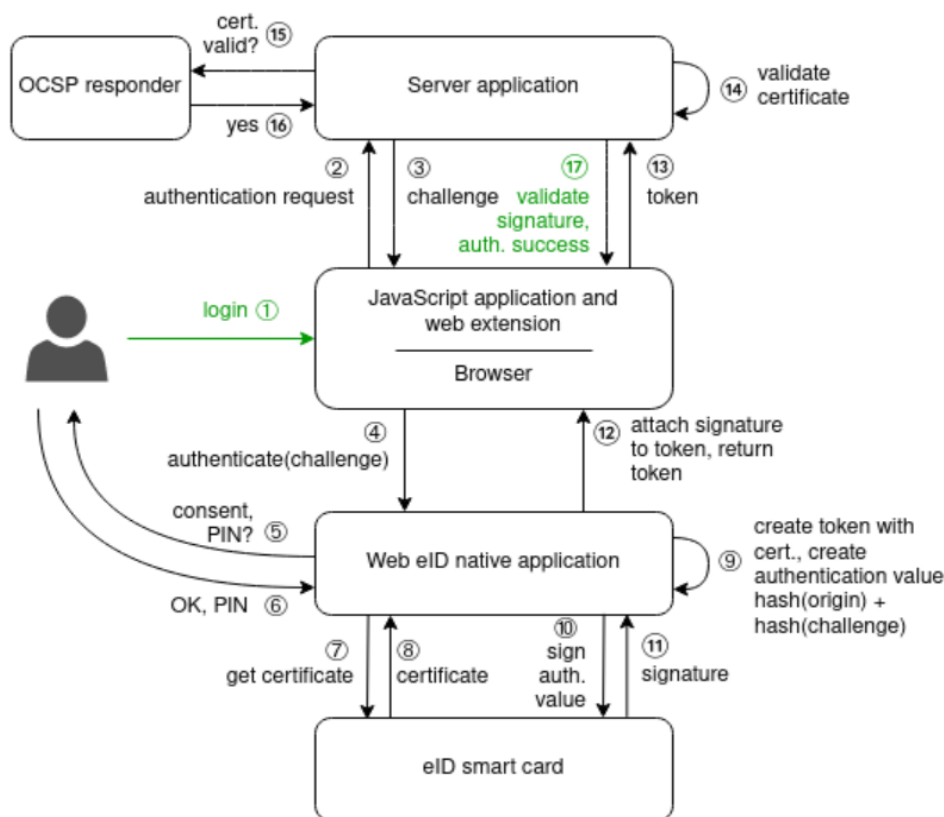 cert.
valid? ⑮
OCSP responder
Server application
⑭ validate
certificate
yes ⑯
②
authentication request
③
challenge
⑰
validate
signature,
auth. success
⑬
token
login ①
JavaScript application and
web extension
Browser
④
authenticate(challenge)
⑫ attach signature
to token, return
token
consent,
PIN? ⑤
Web eID native application
⑨ create token with
cert., create
authentication value
hash(origin) +
hash(challenge)
OK, PIN ⑥
⑦
get certificate
⑧
certificate
⑩
sign
auth.
value
⑪
signature
eID smart card